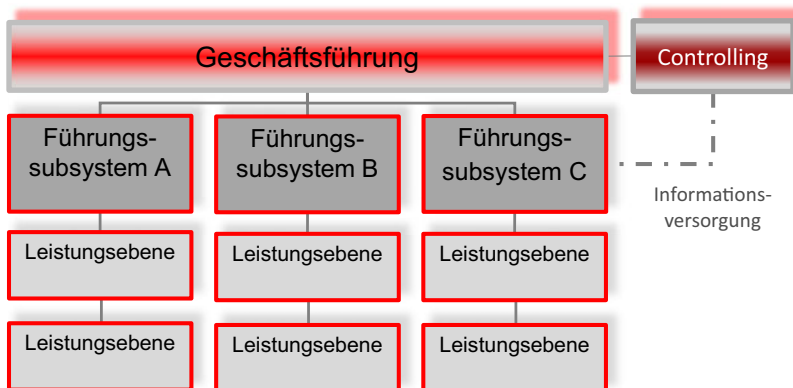 Geschäftsführung
Controlling
Führungs-
subsystem A
Führungs-
subsystem B
Führungs-
subsystem C
Informations-
versorgung
Leistungsebene
Leistungsebene
Leistungsebene
Leistungsebene
Leistungsebene
Leistungsebene